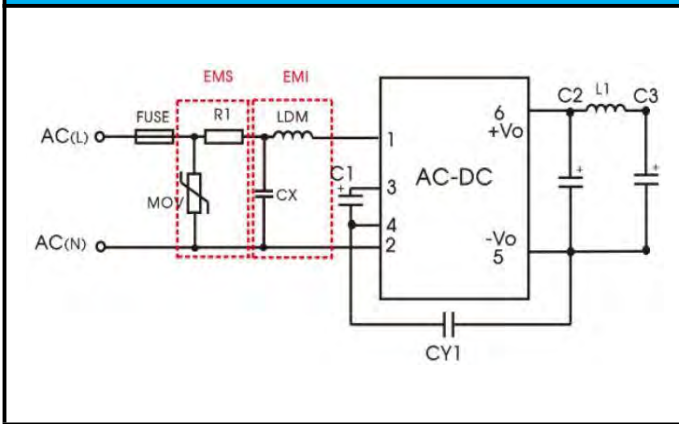 EMS EMI
FUSE R1 LDM
AC(L)
MOV
CX
AC(N)
C1
+
1
3
4
2
AC-DC
6
+Vo
-Vo
5
C2 L1 C3
+ +
CY1